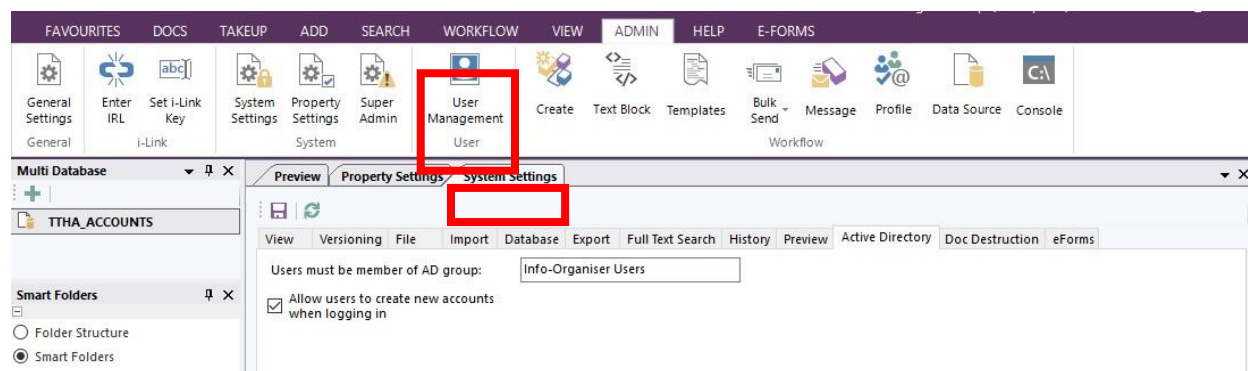 FAVOURITES DOCS TAKEUP ADD SEARCH WORKFLOW VIEW ADMIN HELP E-FORMS
abc
C:\
General Settings Enter IRL Set i-Link Key System Settings Property Settings Super Admin User Management Create Text Block Templates Bulk Send Message Profile Data Source Console
General i-Link System User Workflow
Multi Database
Preview Property Settings System Settings
TTHA_ACCOUNTS
View Versioning File Import Database Export Full Text Search History Preview Active Directory Doc Destruction eForms
Users must be member of AD group: Info-Organiser Users
Smart Folders
Allow users to create new accounts
when logging in
Folder Structure
Smart Folders